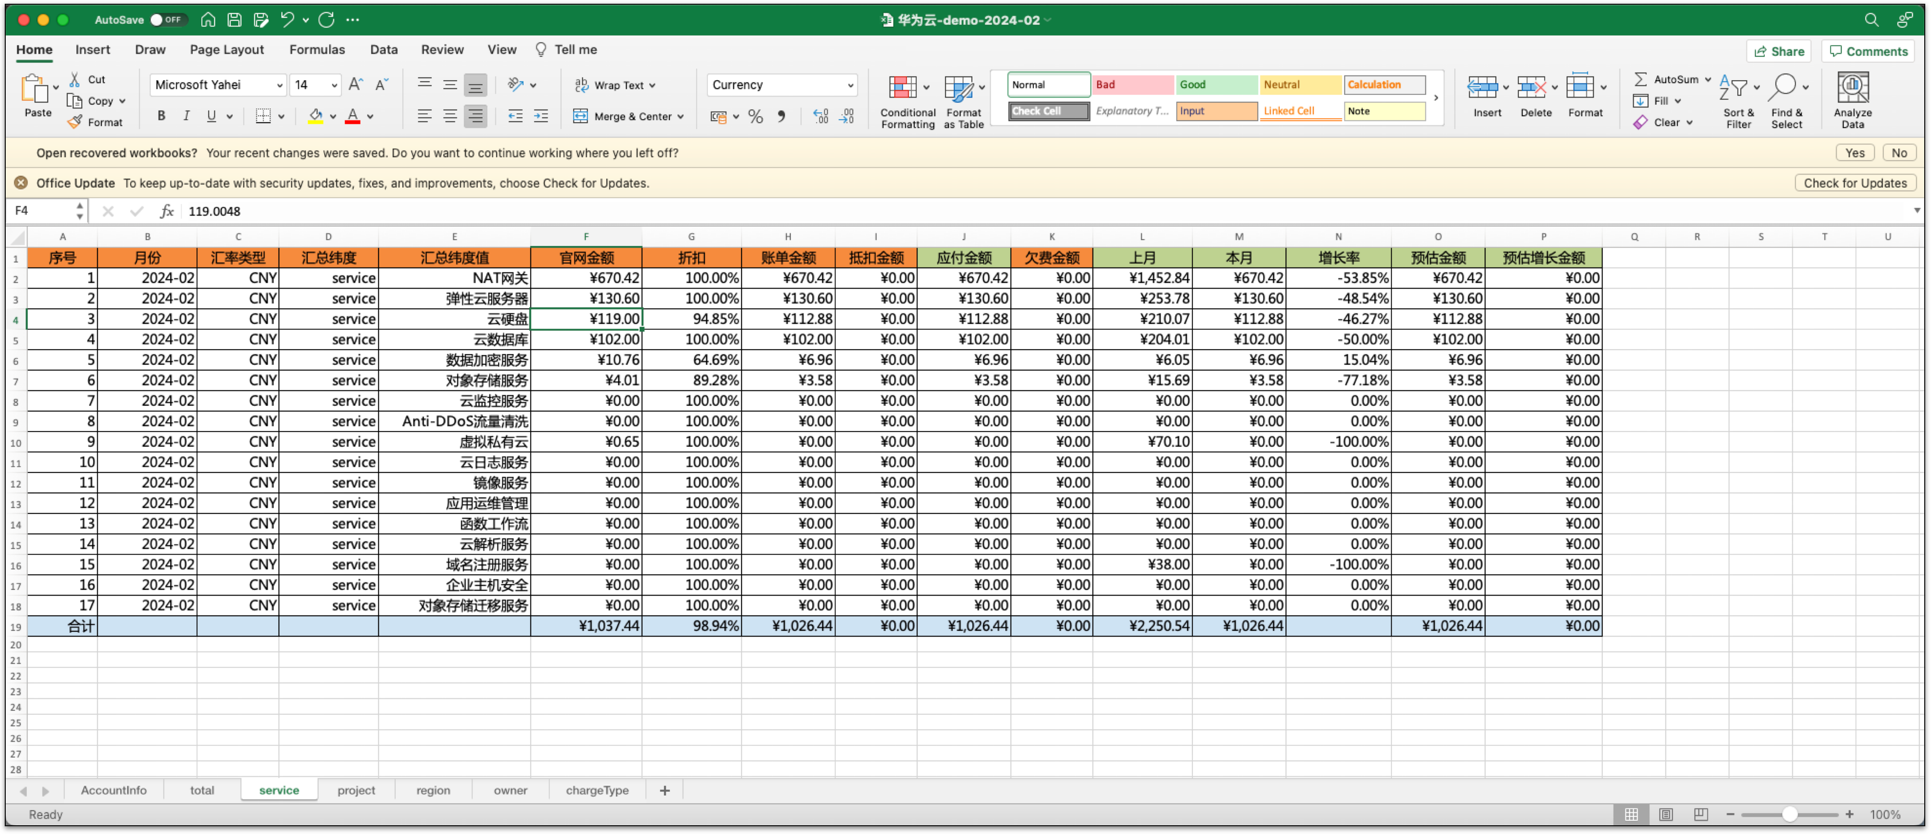 AutoSave OFF 华为云-demo-2024-02
Home Insert Draw Page Layout Formulas Data Review View Tell me Share Comments
Paste Cut Copy Format
Microsoft Yahei 14 A A
B I U A
Wrap Text
Merge & Center
Currency
% 
Conditional Formatting
Format as Table
Normal Bad Good Neutral Calculation
Check Cell Explanatory T... Input Linked Cell Note
Insert Delete Format
AutoSum
Fill
Clear
Sort & Filter
Find & Select
Analyze Data
Open recovered workbooks? Your recent changes were saved. Do you want to continue working where you left off? Yes No
Office Update To keep up-to-date with security updates, fixes, and improvements, choose Check for Updates. Check for Updates
F4 fx 119.0048
A B C D E F G H I J K L M N O P Q R S T U
1 序号 月份 汇率类型 汇总纬度 汇总纬度值 官网金额 折扣 账单金额 抵扣金额 应付金额 欠费金额 上月 本月 增长率 预估金额 预估增长金额
2 1 2024-02 CNY service NAT网关 ¥670.42 100.00% ¥670.42 ¥0.00 ¥670.42 ¥0.00 ¥1,452.84 ¥670.42 -53.85% ¥670.42 ¥0.00
3 2 2024-02 CNY service 弹性云服务器 ¥130.60 100.00% ¥130.60 ¥0.00 ¥130.60 ¥0.00 ¥253.78 ¥130.60 -48.54% ¥130.60 ¥0.00
4 3 2024-02 CNY service 云硬盘 ¥119.00 94.85% ¥112.88 ¥0.00 ¥112.88 ¥0.00 ¥210.07 ¥112.88 -46.27% ¥112.88 ¥0.00
5 4 2024-02 CNY service 云数据库 ¥102.00 100.00% ¥102.00 ¥0.00 ¥102.00 ¥0.00 ¥204.01 ¥102.00 -50.00% ¥102.00 ¥0.00
6 5 2024-02 CNY service 数据加密服务 ¥10.76 64.69% ¥6.96 ¥0.00 ¥6.96 ¥0.00 ¥6.05 ¥6.96 15.04% ¥6.96 ¥0.00
7 6 2024-02 CNY service 对象存储服务 ¥4.01 89.28% ¥3.58 ¥0.00 ¥3.58 ¥0.00 ¥15.69 ¥3.58 -77.18% ¥3.58 ¥0.00
8 7 2024-02 CNY service 云监控服务 ¥0.00 100.00% ¥0.00 ¥0.00 ¥0.00 ¥0.00 ¥0.00 ¥0.00 0.00% ¥0.00 ¥0.00
9 8 2024-02 CNY service Anti-DDoS流量清洗 ¥0.00 100.00% ¥0.00 ¥0.00 ¥0.00 ¥0.00 ¥0.00 ¥0.00 0.00% ¥0.00 ¥0.00
10 9 2024-02 CNY service 虚拟私有云 ¥0.65 100.00% ¥0.00 ¥0.00 ¥0.00 ¥0.00 ¥70.10 ¥0.00 -100.00% ¥0.00 ¥0.00
11 10 2024-02 CNY service 云日志服务 ¥0.00 100.00% ¥0.00 ¥0.00 ¥0.00 ¥0.00 ¥0.00 ¥0.00 0.00% ¥0.00 ¥0.00
12 11 2024-02 CNY service 镜像服务 ¥0.00 100.00% ¥0.00 ¥0.00 ¥0.00 ¥0.00 ¥0.00 ¥0.00 0.00% ¥0.00 ¥0.00
13 12 2024-02 CNY service 应用运维管理 ¥0.00 100.00% ¥0.00 ¥0.00 ¥0.00 ¥0.00 ¥0.00 ¥0.00 0.00% ¥0.00 ¥0.00
14 13 2024-02 CNY service 函数工作流 ¥0.00 100.00% ¥0.00 ¥0.00 ¥0.00 ¥0.00 ¥0.00 ¥0.00 0.00% ¥0.00 ¥0.00
15 14 2024-02 CNY service 云解析服务 ¥0.00 100.00% ¥0.00 ¥0.00 ¥0.00 ¥0.00 ¥0.00 ¥0.00 0.00% ¥0.00 ¥0.00
16 15 2024-02 CNY service 域名注册服务 ¥0.00 100.00% ¥0.00 ¥0.00 ¥0.00 ¥0.00 ¥38.00 ¥0.00 -100.00% ¥0.00 ¥0.00
17 16 2024-02 CNY service 企业主机安全 ¥0.00 100.00% ¥0.00 ¥0.00 ¥0.00 ¥0.00 ¥0.00 ¥0.00 0.00% ¥0.00 ¥0.00
18 17 2024-02 CNY service 对象存储迁移服务 ¥0.00 100.00% ¥0.00 ¥0.00 ¥0.00 ¥0.00 ¥0.00 ¥0.00 0.00% ¥0.00 ¥0.00
19 合计 ¥1,037.44 98.94% ¥1,026.44 ¥0.00 ¥1,026.44 ¥0.00 ¥2,250.54 ¥1,026.44 ¥1,026.44 ¥0.00
20
21
22
23
24
25
26
27
28
AccountInfo total service project region owner chargeType +
Ready 100%